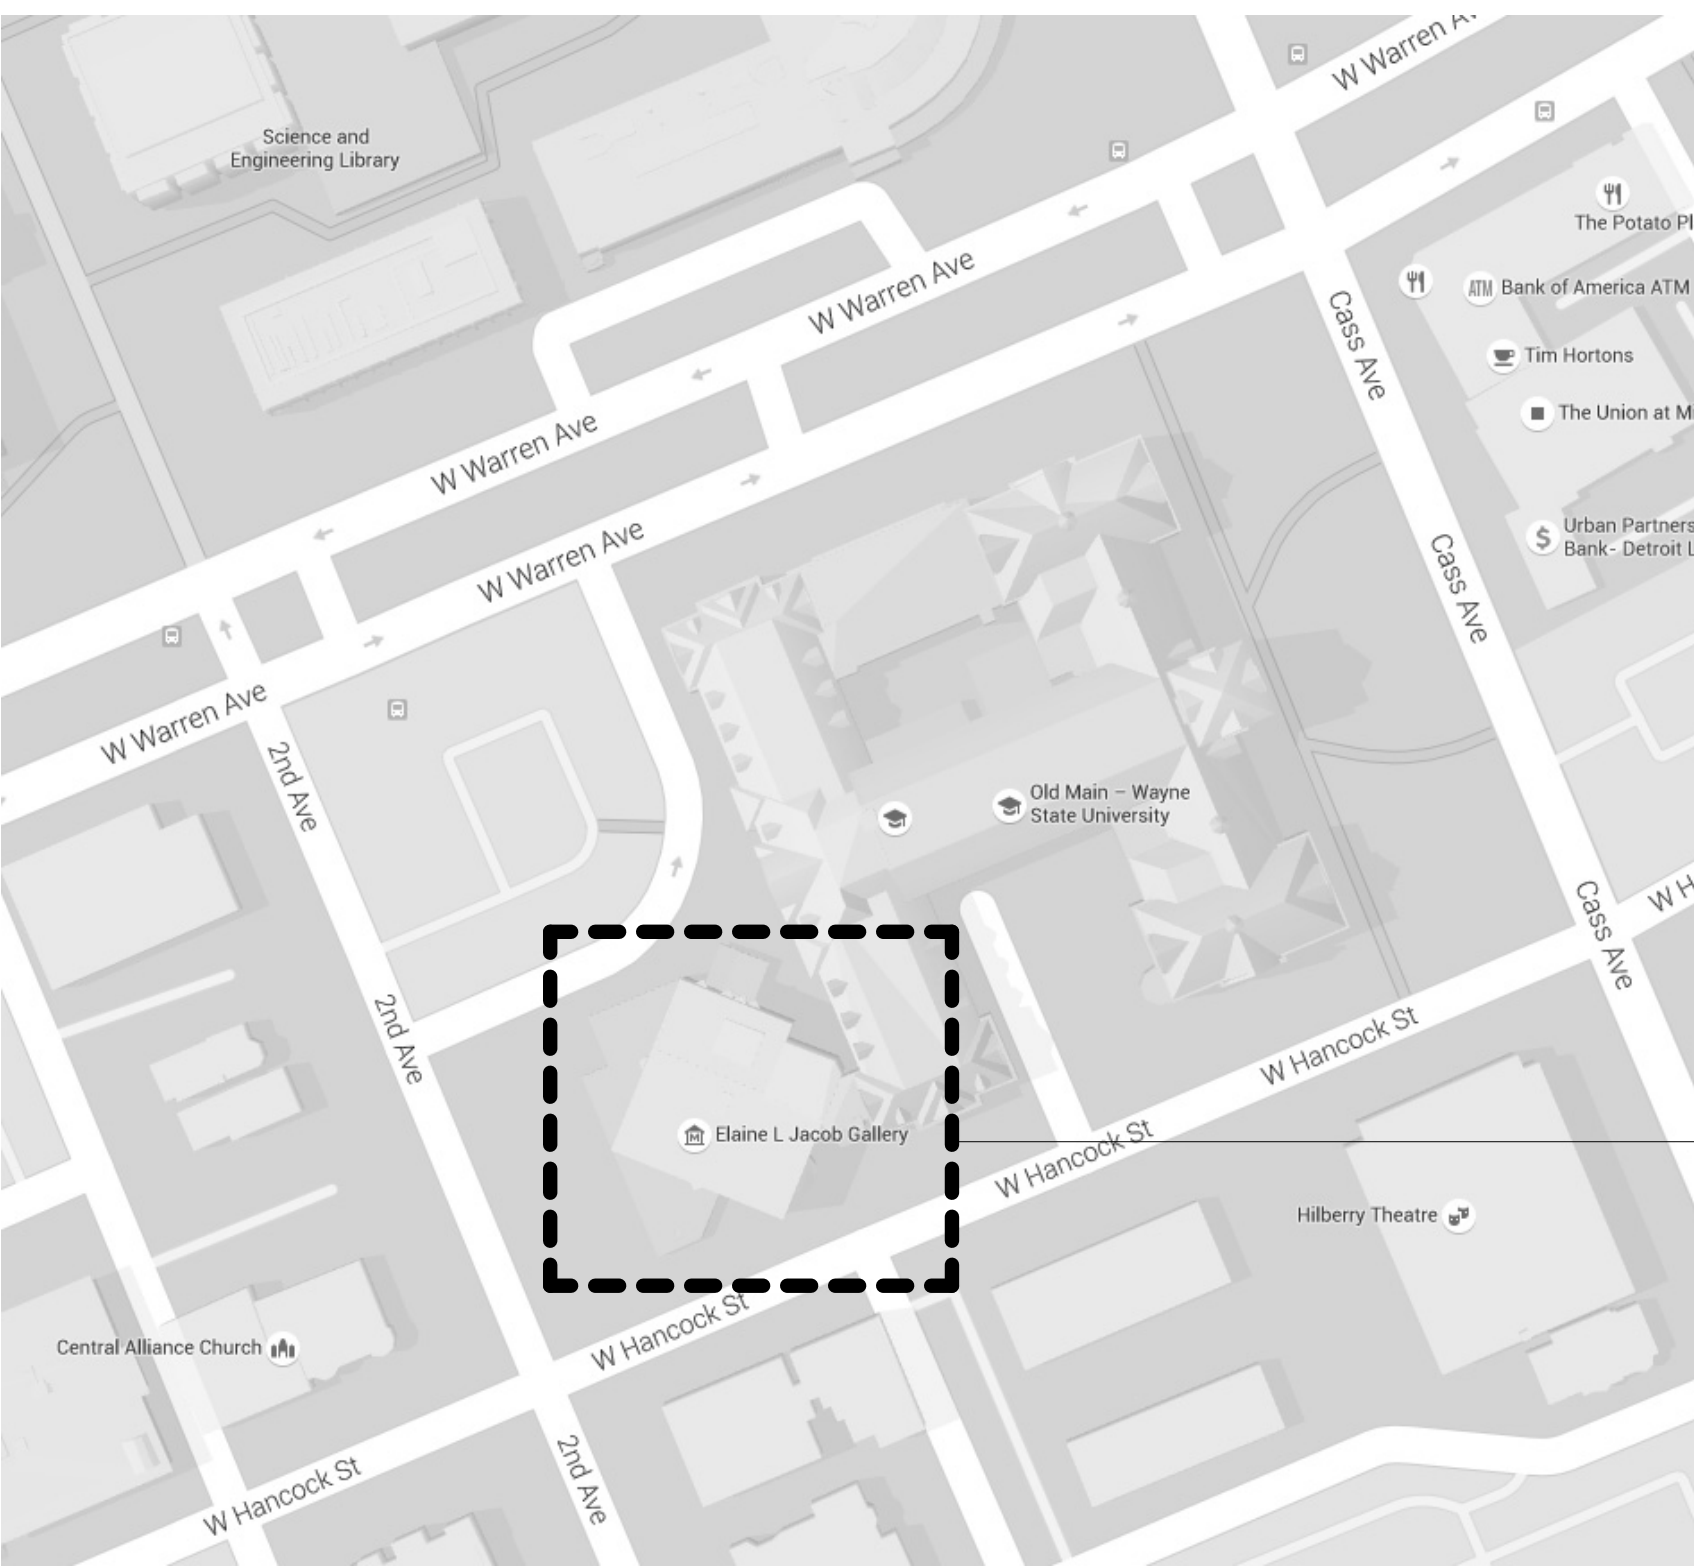 W Warren Av
Science and
Engineering Library
The Potato Pl
W Warren Ave
Bank of America ATM
ATM
Cass Ave
Tim Hortons
The Union at M
W Warren Ave
W Warren Ave
Urban Partners
Bank- Detroit L
$
Cass Ave
W Warren Ave
2nd Ave
Old Main – Wayne
State University
W H
Cass Ave
2nd Ave
W Hancock St
M
Elaine L Jacob Gallery
W Hancock St
Hilberry Theatre
W Hancock St
Central Alliance Church
2nd Ave
W Hancock St